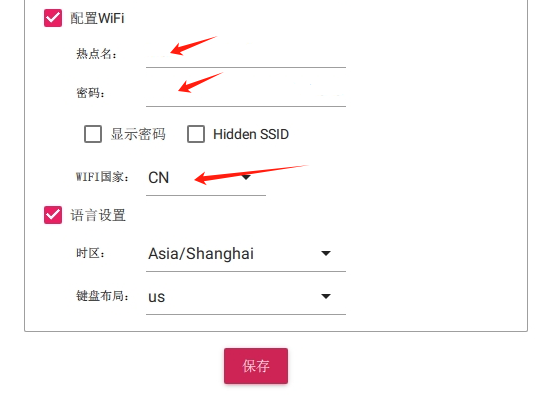 配置WiFi
热点名：
密码：
显示密码 Hidden SSID
WIFI国家： CN
语言设置
时区： Asia/Shanghai
键盘布局： us
保存